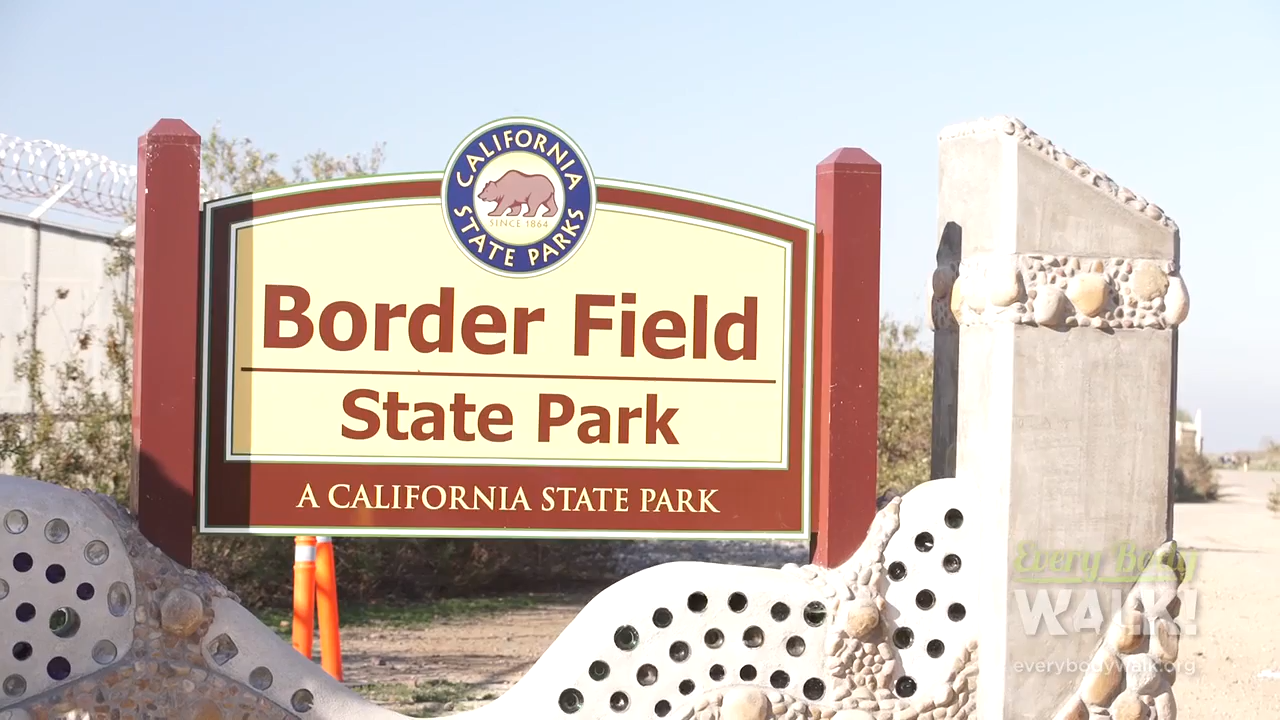 CALIFORNIA
SINCE 1864
STATE PARKS
Border Field
State Park
A CALIFORNIA STATE PARK
Every Body
WALK!
everybodywalk.org